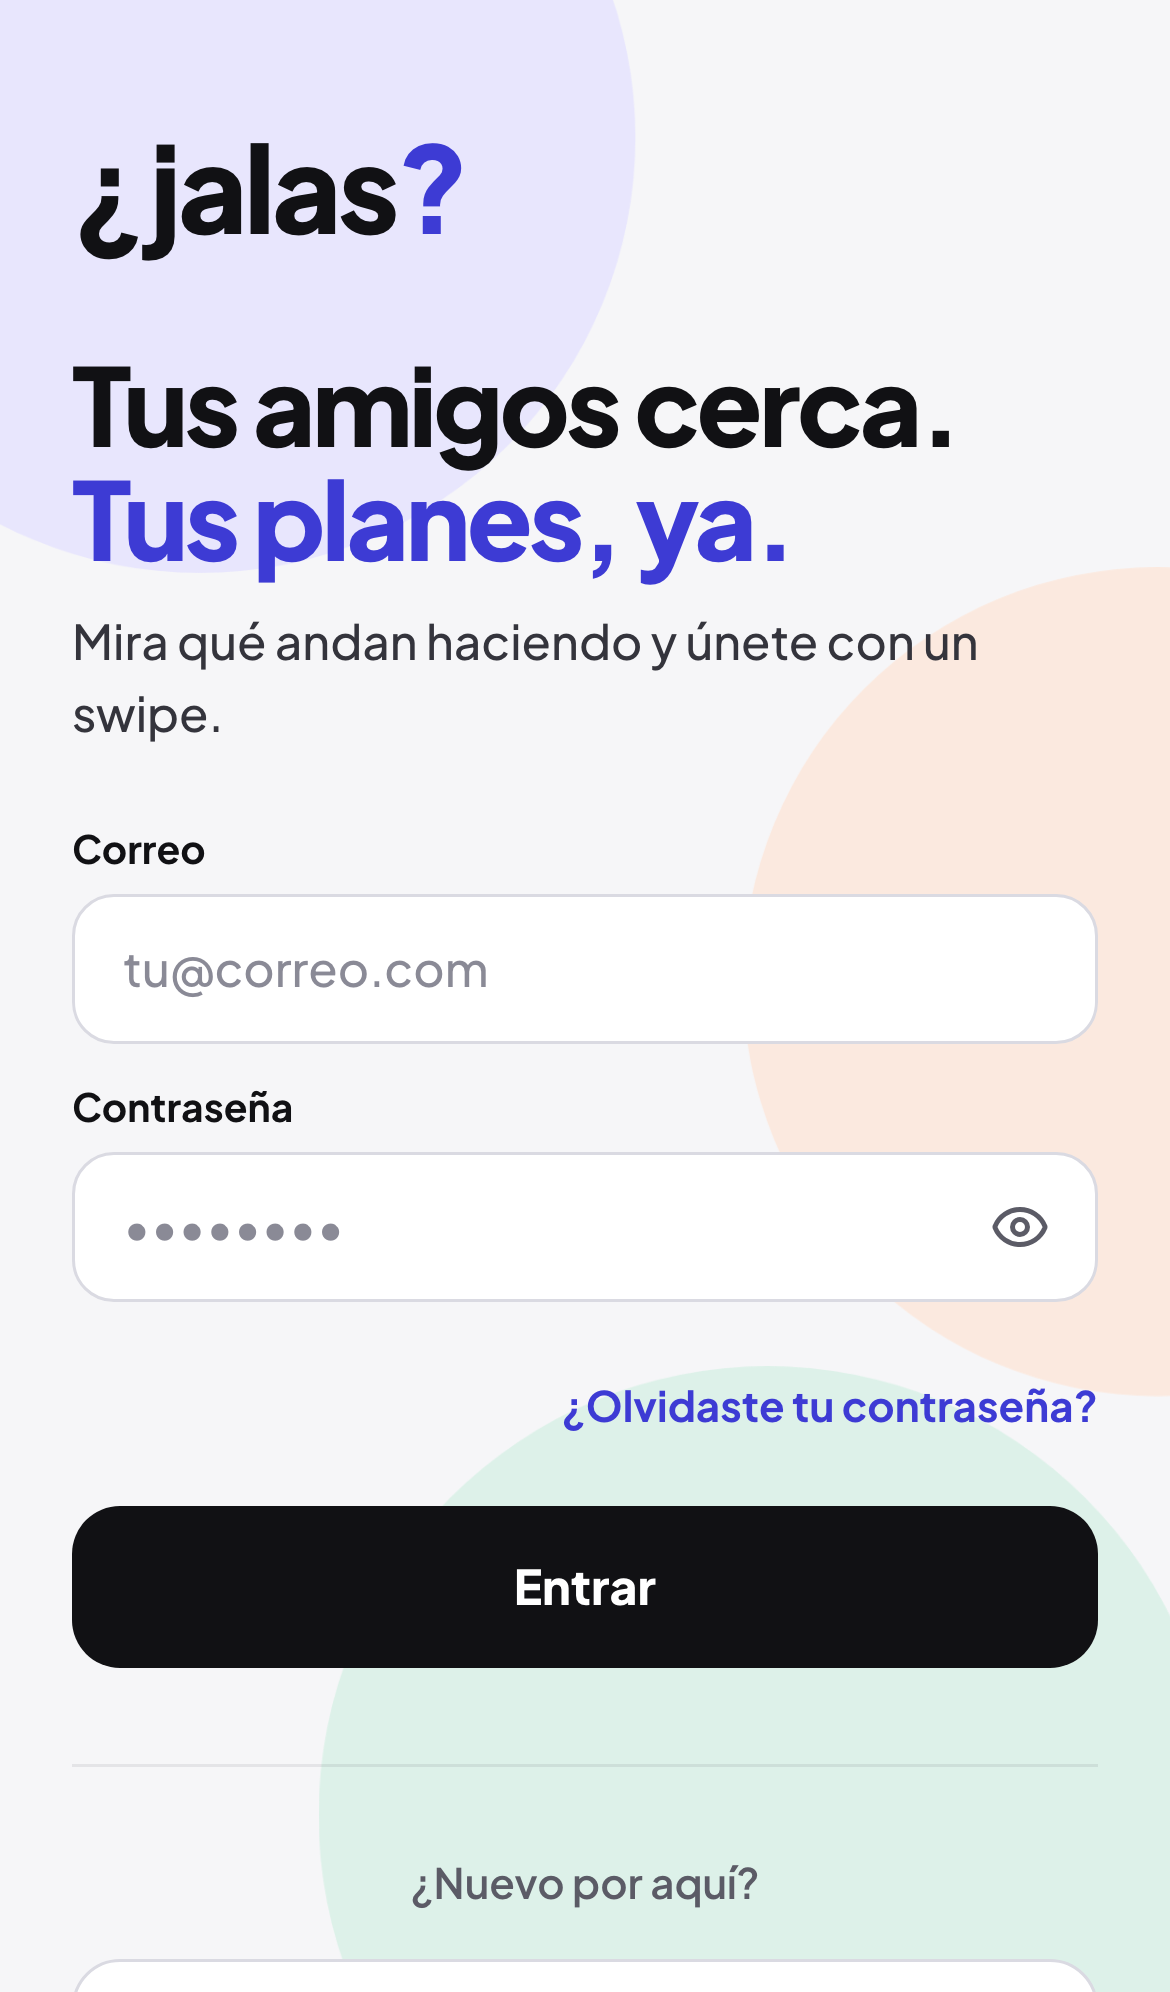 ¿jalas?
Tus amigos cerca.
Tus planes, ya.
Mira qué andan haciendo y únete con un
swipe.
Correo
tu@correo.com
Contraseña
••••••••
¿Olvidaste tu contraseña?
Entrar
¿Nuevo por aquí?